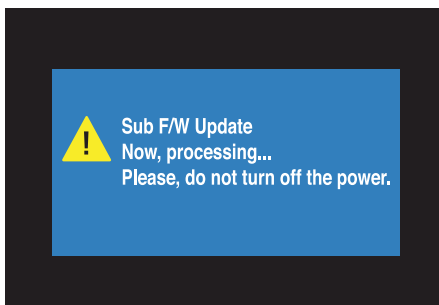 Sub F/W Update
Now, processing...
Please, do not turn off the power.